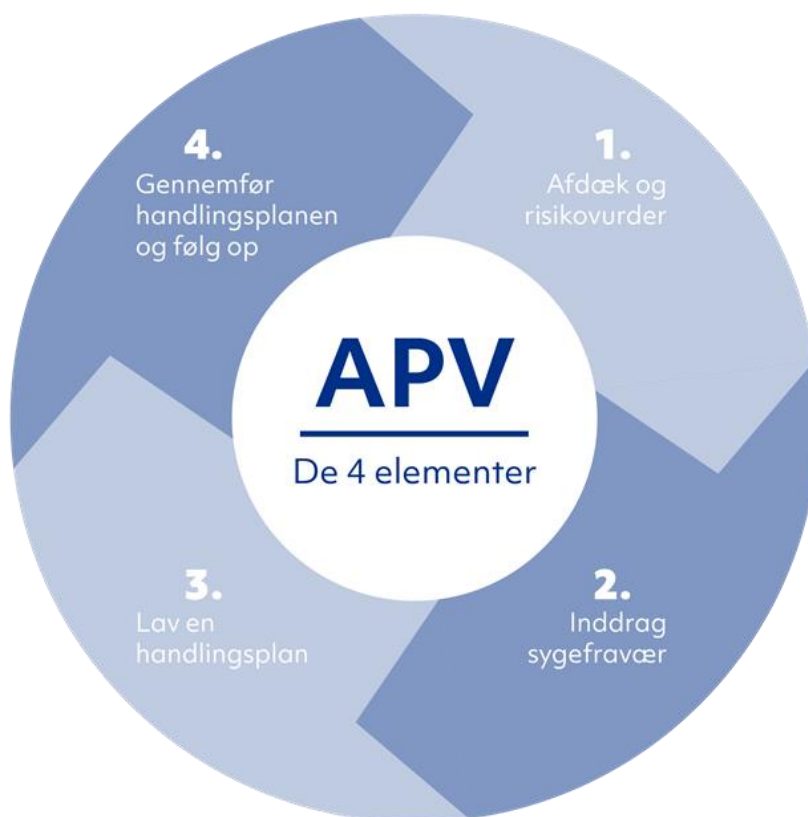 APV
De 4 elementer
1.
Afdæk og
risikovurder
2.
Inddrag
sygefravær
3.
Lav en
handlingsplan
4.
Gennemfør
handlingsplanen
og følg op